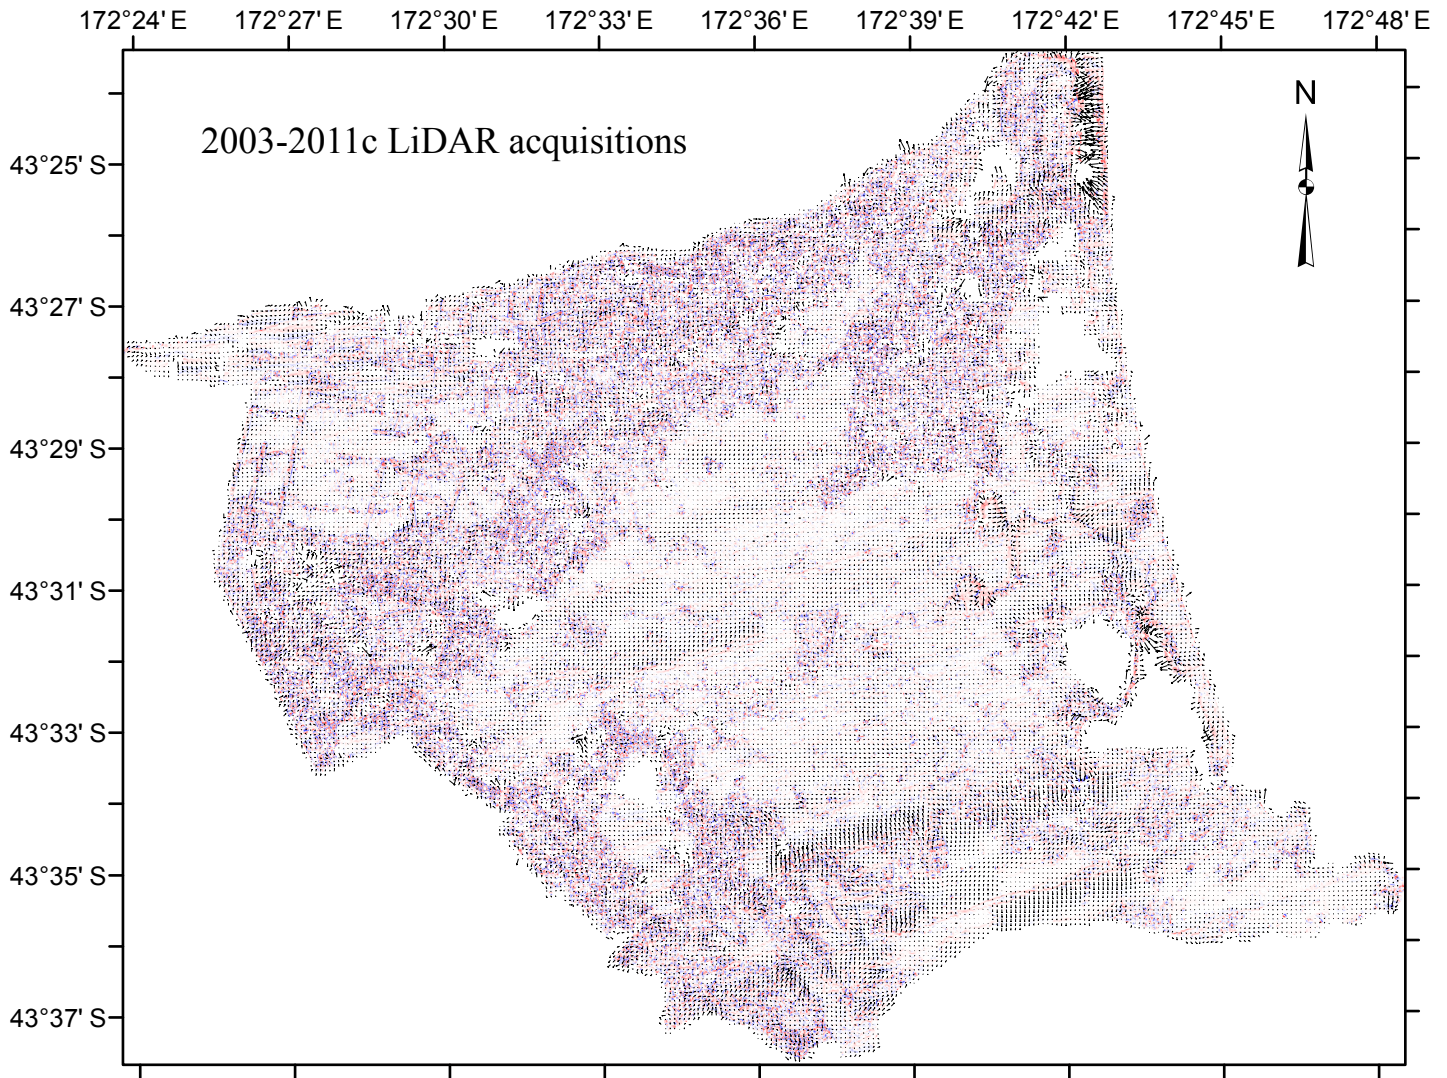 172°24' E 172°27' E 172°30' E 172°33' E 172°36' E 172°39' E 172°42' E 172°45' E 172°48' E
N
2003-2011c LiDAR acquisitions
43°25' S
43°27' S
43°29' S
43°31' S
43°33' S
43°35' S
43°37' S